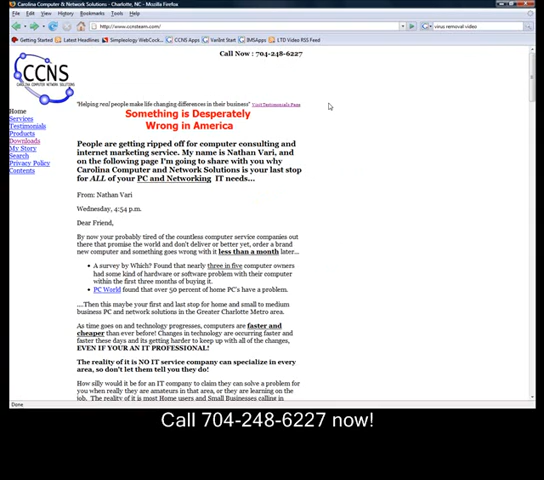 Carolina Computer & Network Solutions - Charlotte, NC - Mozilla Firefox
File Edit View History Bookmarks Tools Help
http://www.ccnsteam.com/
virus removal video
Getting Started Latest Headlines Simpleology WebCock... CCNS Apps Varilnt Start IMSApps LTD Video RSS Feed
Call Now : 704-248-6227
CCNS
CAROLINA COMPUTER NETWORK SOLUTIONS
"Helping real people make life changing differences in their business" Visit Testimonials Page
Home
Services
Testimonials
Products
Downloads
My Story
Search
Privacy Policy
Contents
Something is Desperately
Wrong in America
People are getting ripped off for computer consulting and
internet marketing service. My name is Nathan Vari, and
on the following page I'm going to share with you why
Carolina Computer and Network Solutions is your last stop
for ALL of your PC and Networking IT needs...
From: Nathan Vari
Wednesday, 4:54 p.m.
Dear Friend,
By now your probably tired of the countless computer service companies out
there that promise the world and don't deliver or better yet, order a brand
new computer and something goes wrong with it less than a month later...
A survey by Which? Found that nearly three in five computer owners
had some kind of hardware or software problem with their computer
within the first three months of buying it.
PC World found that over 50 percent of home PC's have a problem.
....Then this maybe your first and last stop for home and small to medium
business PC and network solutions in the Greater Charlotte Metro area.
As time goes on and technology progresses, computers are faster and
cheaper than ever before! Changes in technology are occurring faster and
faster these days and its getting harder to keep up with all of the changes,
EVEN IF YOUR AN IT PROFESSIONAL!
The reality of it is NO IT service company can specialize in every
area, so don't let them tell you they do!
How silly would it be for an IT company to claim they can solve a problem for
you when really they are amateurs in that area, or they are learning on the
job. The reality of it is most Home users and Small Businesses calling in
Done
Call 704-248-6227 now!